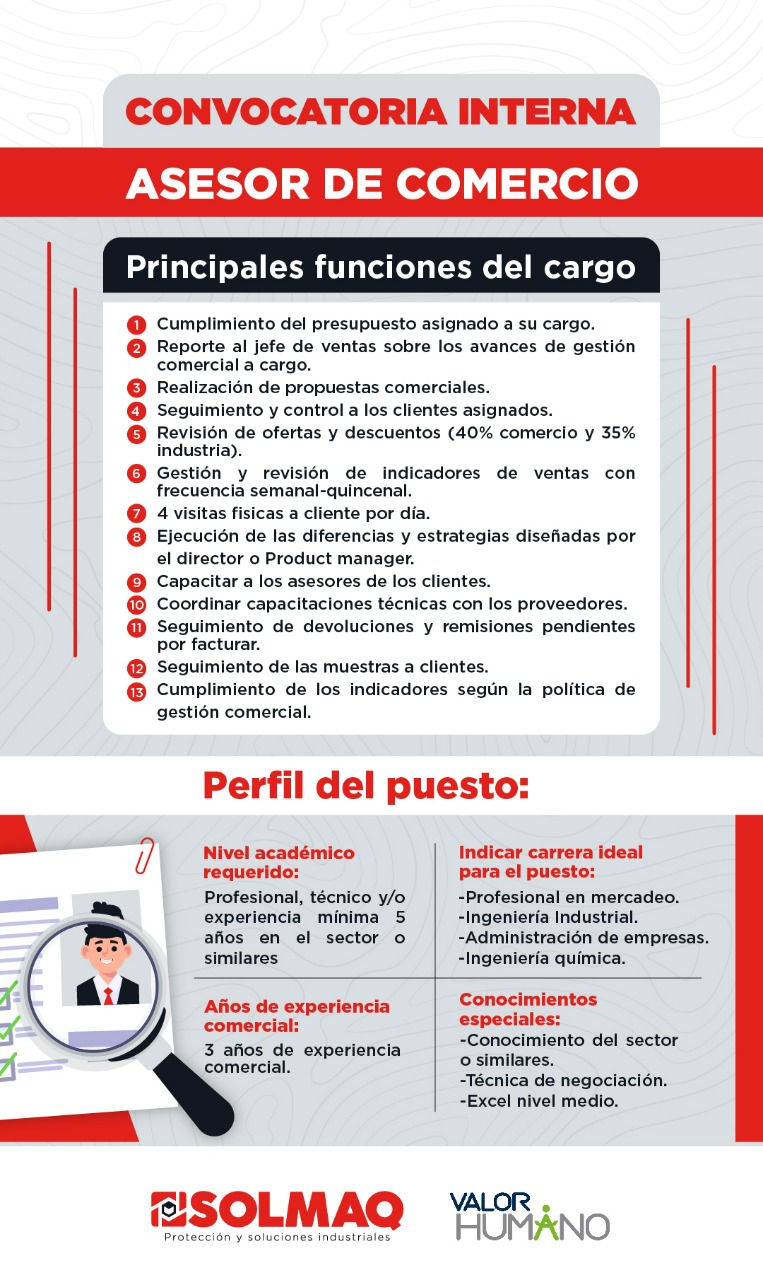 CONVOCATORIA INTERNA
ASESOR DE COMERCIO
Principales funciones del cargo
1 Cumplimiento del presupuesto asignado a su cargo.
2 Reporte al jefe de ventas sobre los avances de gestión
comercial a cargo.
3 Realización de propuestas comerciales.
4 Seguimiento y control a los clientes asignados.
5 Revisión de ofertas y descuentos (40% comercio y 35%
industria).
6 Gestión y revisión de indicadores de ventas con
frecuencia semanal-quincenal.
7 4 visitas fisicas a cliente por día.
8 Ejecución de las diferencias y estrategias diseñadas por
el director o Product manager.
9 Capacitar a los asesores de los clientes.
10 Coordinar capacitaciones técnicas con los proveedores.
11 Seguimiento de devoluciones y remisiones pendientes
por facturar.
12 Seguimiento de las muestras a clientes.
13 Cumplimiento de los indicadores según la política de
gestión comercial.
Perfil del puesto:
Nivel académico
requerido:
Profesional, técnico y/o
experiencia mínima 5
años en el sector o
similares
Indicar carrera ideal
para el puesto:
-Profesional en mercadeo.
-Ingeniería Industrial.
-Administración de empresas.
-Ingeniería química.
Años de experiencia
comercial:
3 años de experiencia
comercial.
Conocimientos
especiales:
-Conocimiento del sector
o similares.
-Técnica de negociación.
-Excel nivel medio.
SOLMAQ
Protección y soluciones industriales
VALOR
HUMANO